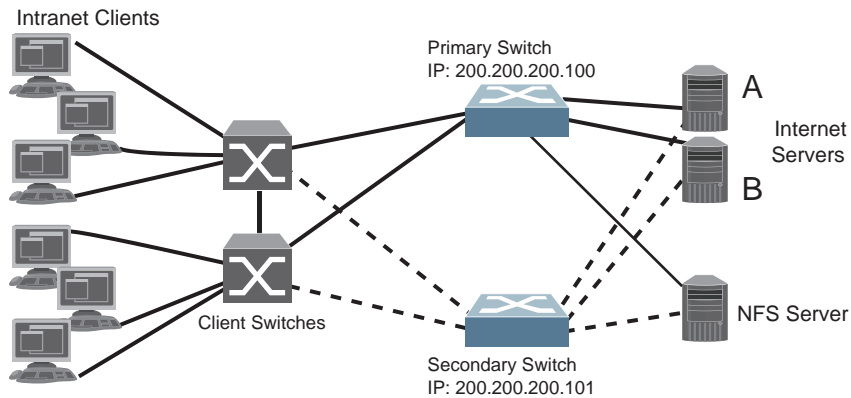 Intranet Clients
Primary Switch
IP: 200.200.200.100
A
Internet
Servers
B
Client Switches
NFS Server
Secondary Switch
IP: 200.200.200.101